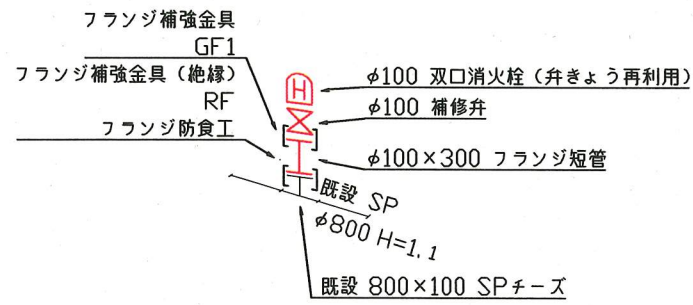 フランジ補強金具
GF1
フランジ補強金具(絶縁)
RF
フランジ防食工
H
φ100 双口消火栓(弁きょう再利用)
φ100 補修弁
φ100×300 フランジ短管
既設 SP
φ800 H=1.1
既設 800×100 SPチーズ